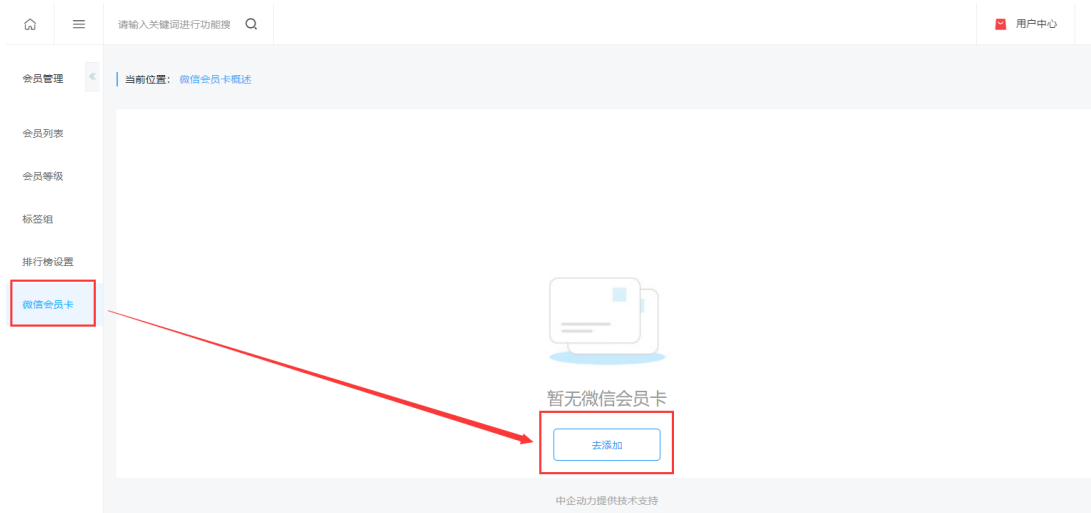 请输入关键词进行功能搜
用户中心
会员管理
当前位置： 微信会员卡概述
会员列表
会员等级
标签组
排行榜设置
微信会员卡
暂无微信会员卡
去添加
中企动力提供技术支持